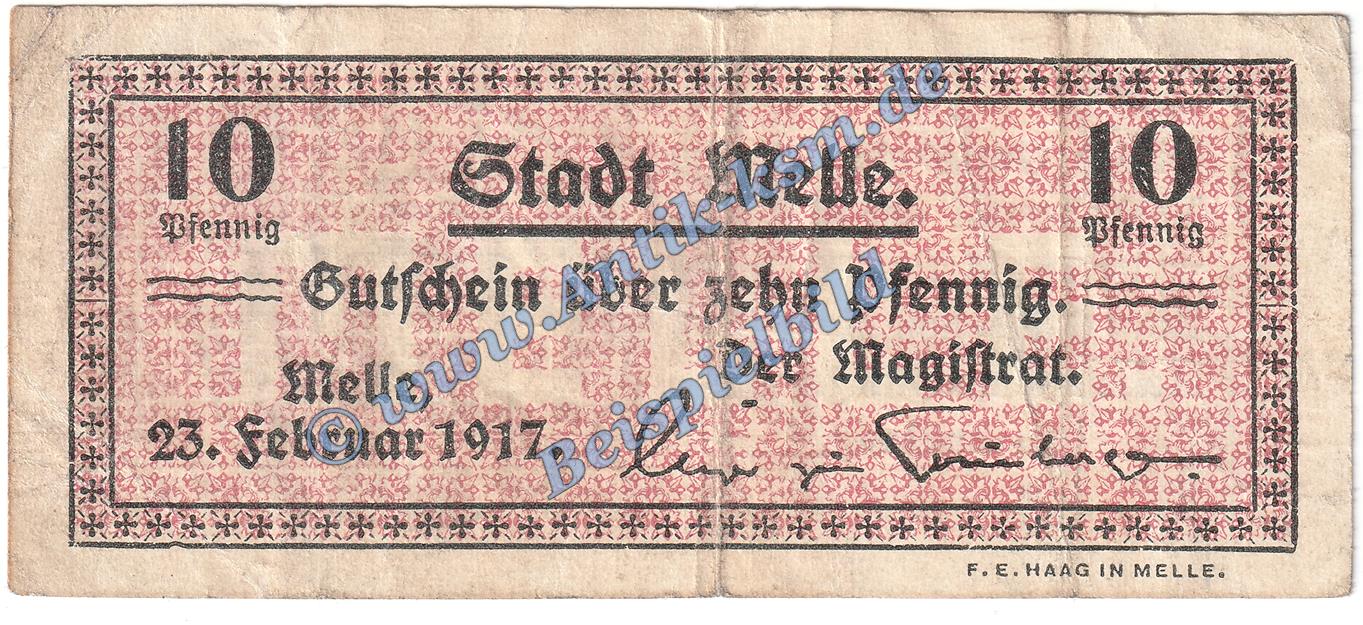 10 Stadt Melle. 10
Pfennig Pfennig
Gutschein über zehn Pfennig.
Melle Der Magistrat.
23. Februar 1917.
F. E. HAAG IN MELLE.
© www.Antik-ksm.de
Beispielbild